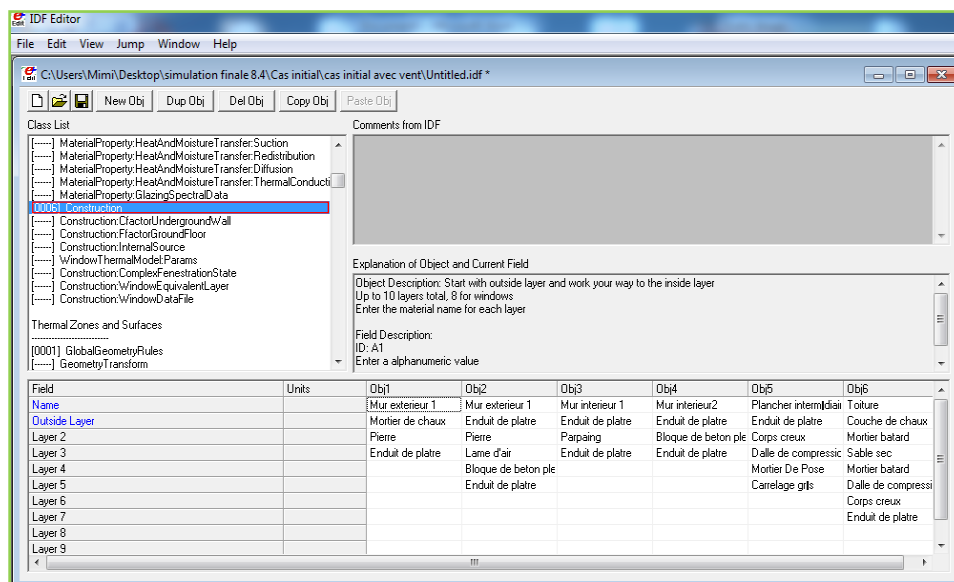 IDF Editor
File Edit View Jump Window Help
C:\Users\Mimi\Desktop\simulation finale 8.4\Cas initial\cas initial avec vent\Untitled.idf *
New Obj Dup Obj Del Obj Copy Obj Paste Obj
Class List
[------] MaterialProperty:HeatAndMoistureTransfer:Suction
[------] MaterialProperty:HeatAndMoistureTransfer:Redistribution
[------] MaterialProperty:HeatAndMoistureTransfer:Diffusion
[------] MaterialProperty:HeatAndMoistureTransfer:ThermalConducti
[------] MaterialProperty:GlazingSpectralData
[0006] Construction
[------] Construction:CfactorUndergroundWall
[------] Construction:FfactorGroundFloor
[------] Construction:InternalSource
[------] WindowThermalModel:Params
[------] Construction:ComplexFenestrationState
[------] Construction:WindowEquivalentLayer
[------] Construction:WindowDataFile
Thermal Zones and Surfaces
-------------------------
[0001] GlobalGeometryRules
[------] GeometryTransform
Comments from IDF
Explanation of Object and Current Field
Object Description: Start with outside layer and work your way to the inside layer
Up to 10 layers total, 8 for windows
Enter the material name for each layer
Field Description:
ID: A1
Enter a alphanumeric value
Field Units Obj1 Obj2 Obj3 Obj4 Obj5 Obj6
Name Mur exterieur 1 Mur exterieur 1 Mur interieur 1 Mur interieur2 Plancher intermidiair Toiture
Outside Layer Mortier de chaux Enduit de platre Enduit de platre Enduit de platre Enduit de platre Couche de chaux
Layer 2 Pierre Pierre Parpaing Bloque de beton ple Corps creux Mortier batard
Layer 3 Enduit de platre Lame d'air Enduit de platre Enduit de platre Dalle de compressic Sable sec
Layer 4 Bloque de beton ple Mortier De Pose Mortier batard
Layer 5 Enduit de platre Carrelage gris Dalle de compressi
Layer 6 Corps creux
Layer 7 Enduit de platre
Layer 8
Layer 9